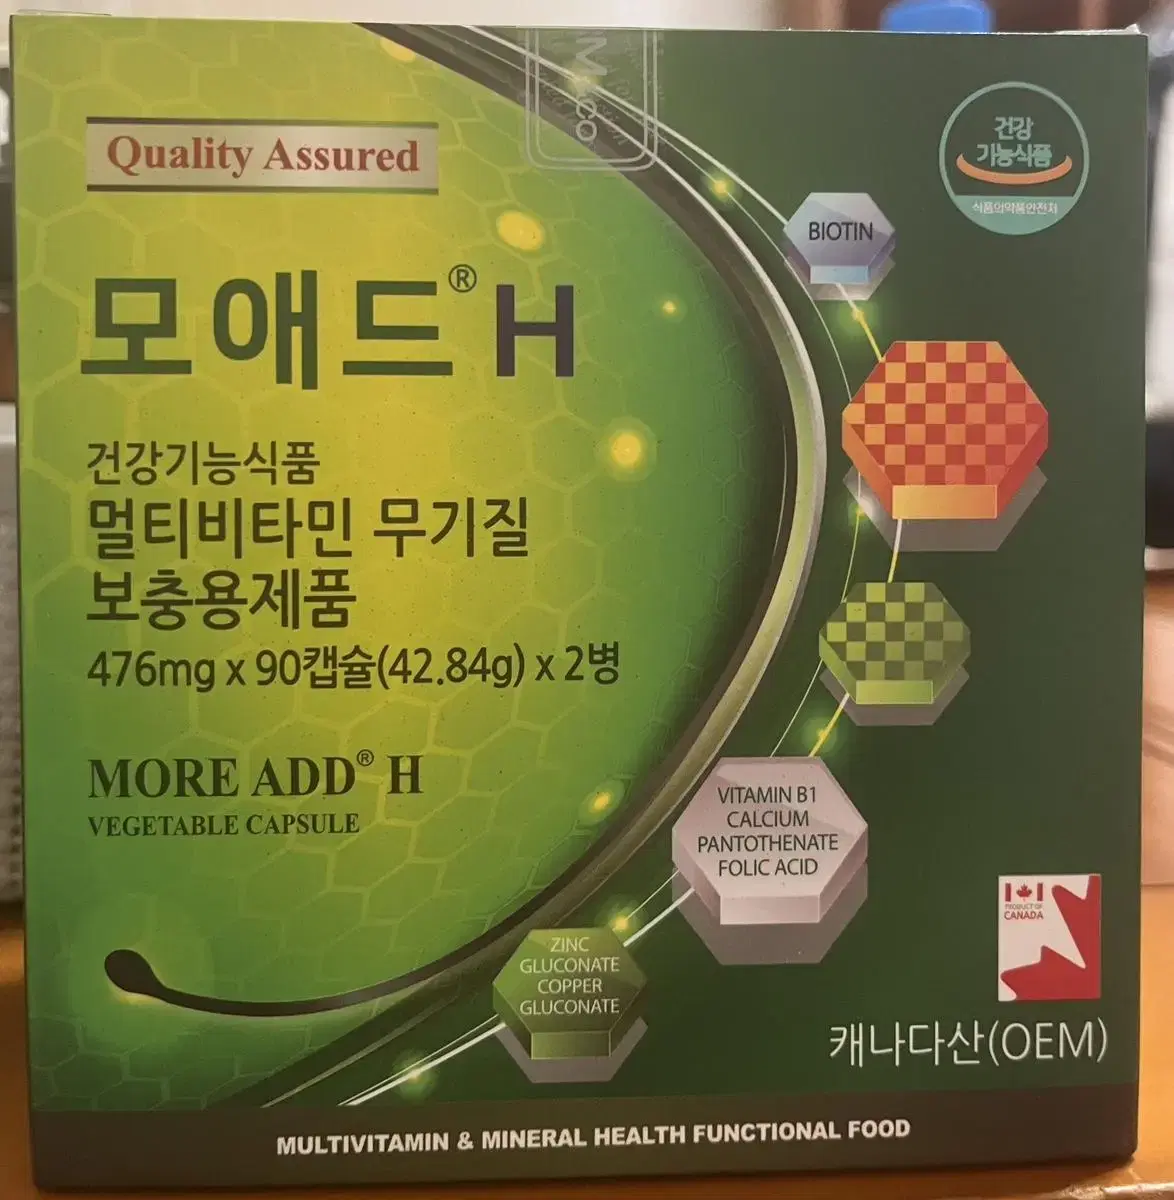 Quality Assured
건강
기능식품
식품의약품안전처
BIOTIN
모애드® H
건강기능식품
멀티비타민 무기질
보충용제품
476mg x 90캡슐(42.84g) x 2병
MORE ADD® H
VEGETABLE CAPSULE
VITAMIN B1
CALCIUM
PANTOTHENATE
FOLIC ACID
ZINC
GLUCONATE
COPPER
GLUCONATE
PRODUCT OF
CANADA
캐나다산(OEM)
MULTIVITAMIN & MINERAL HEALTH FUNCTIONAL FOOD